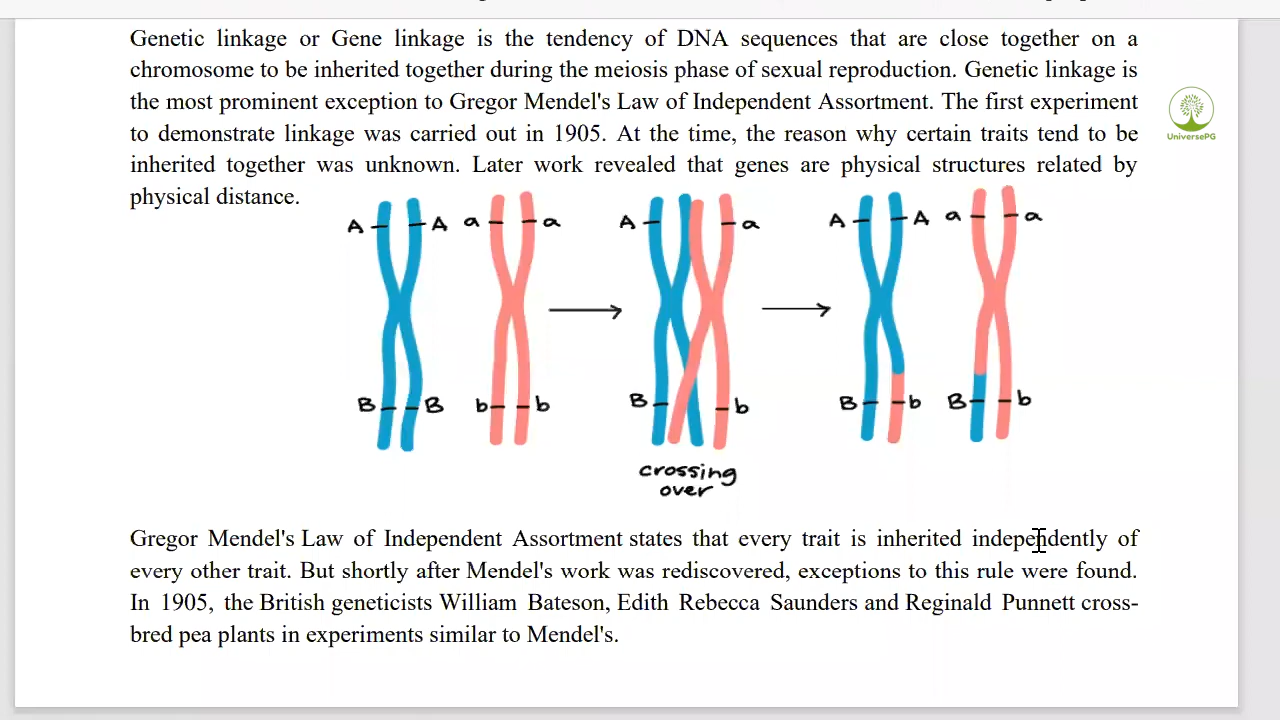 Genetic linkage or Gene linkage is the tendency of DNA sequences that are close together on a
chromosome to be inherited together during the meiosis phase of sexual reproduction. Genetic linkage is
the most prominent exception to Gregor Mendel's Law of Independent Assortment. The first experiment
to demonstrate linkage was carried out in 1905. At the time, the reason why certain traits tend to be
inherited together was unknown. Later work revealed that genes are physical structures related by
physical distance.
UniversePG
A A a a A a A A a a
B B b b B b B b B b
crossing
over
Gregor Mendel's Law of Independent Assortment states that every trait is inherited independently of
every other trait. But shortly after Mendel's work was rediscovered, exceptions to this rule were found.
In 1905, the British geneticists William Bateson, Edith Rebecca Saunders and Reginald Punnett cross-
bred pea plants in experiments similar to Mendel's.